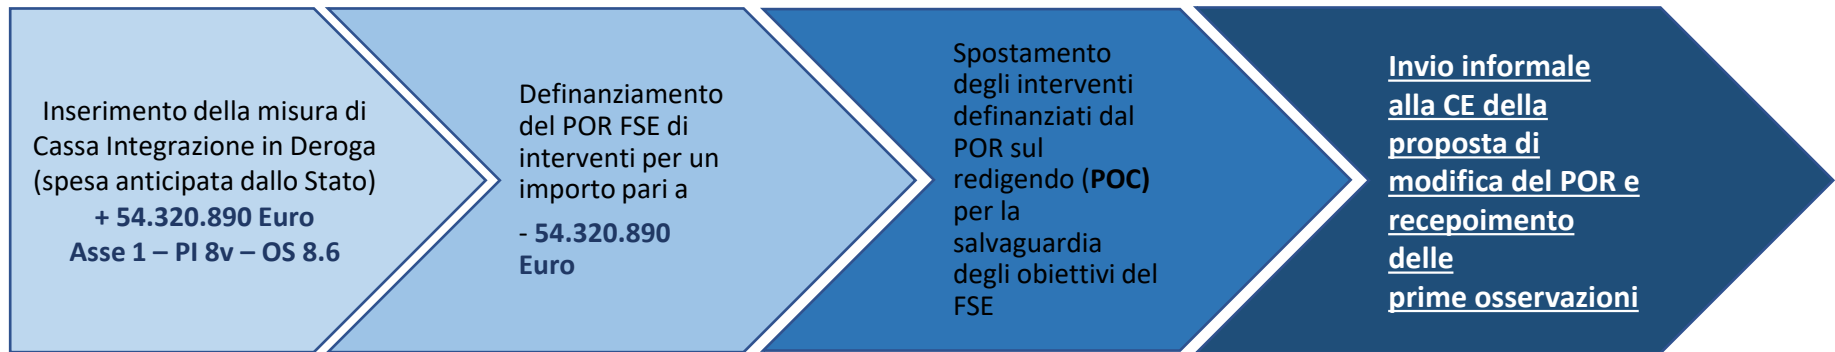 Inserimento della misura di
Cassa Integrazione in Deroga
(spesa anticipata dallo Stato)
+ 54.320.890 Euro
Asse 1 – PI 8v – OS 8.6
Definanziamento
del POR FSE di
interventi per un
importo pari a
- 54.320.890
Euro
Spostamento
degli interventi
definanziati dal
POR sul
redigendo (POC)
per la
salvaguardia
degli obiettivi del
FSE
Invio informale
alla CE della
proposta di
modifica del POR e
recepoimento
delle
prime osservazioni